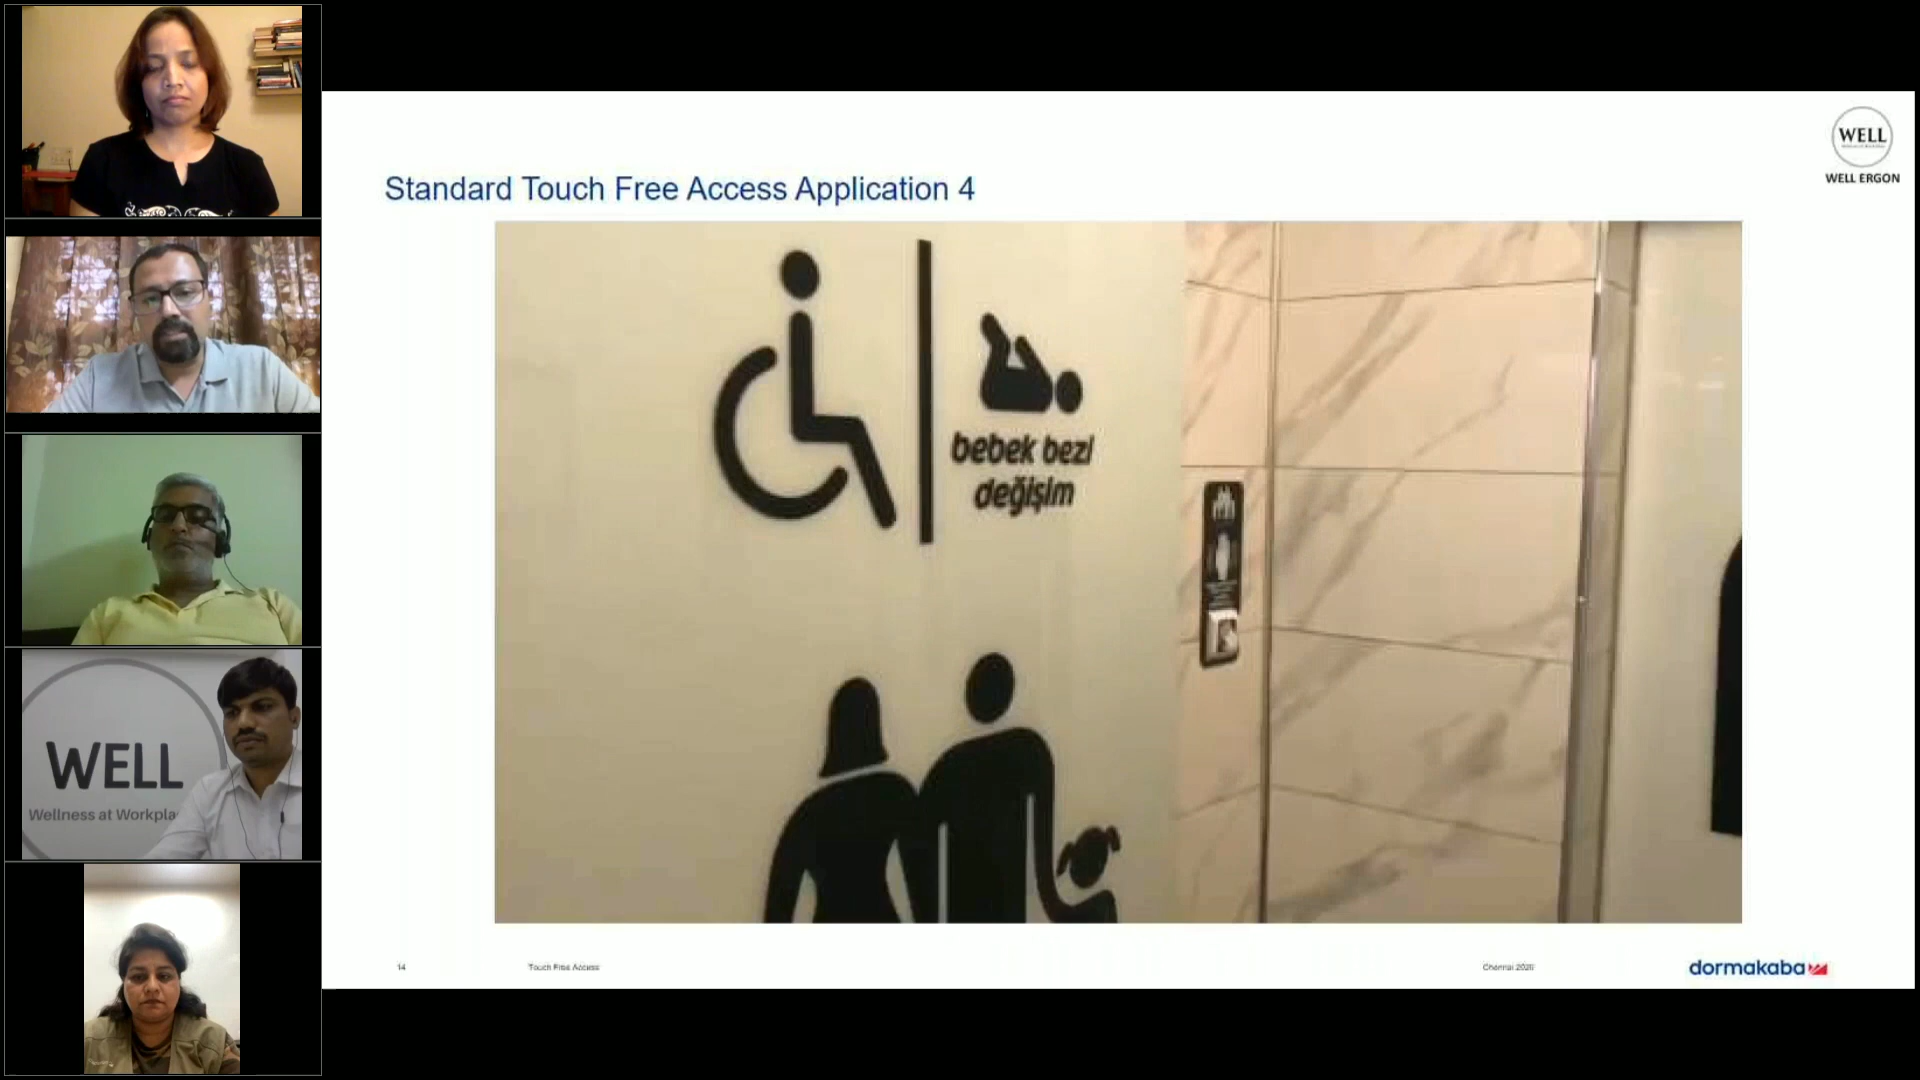 WELL
WELL ERGON
Standard Touch Free Access Application 4
bebek bezi
değişim
WELL
Wellness at Workpla
14
Touch Free Access
Chennai 2020
dormakaba